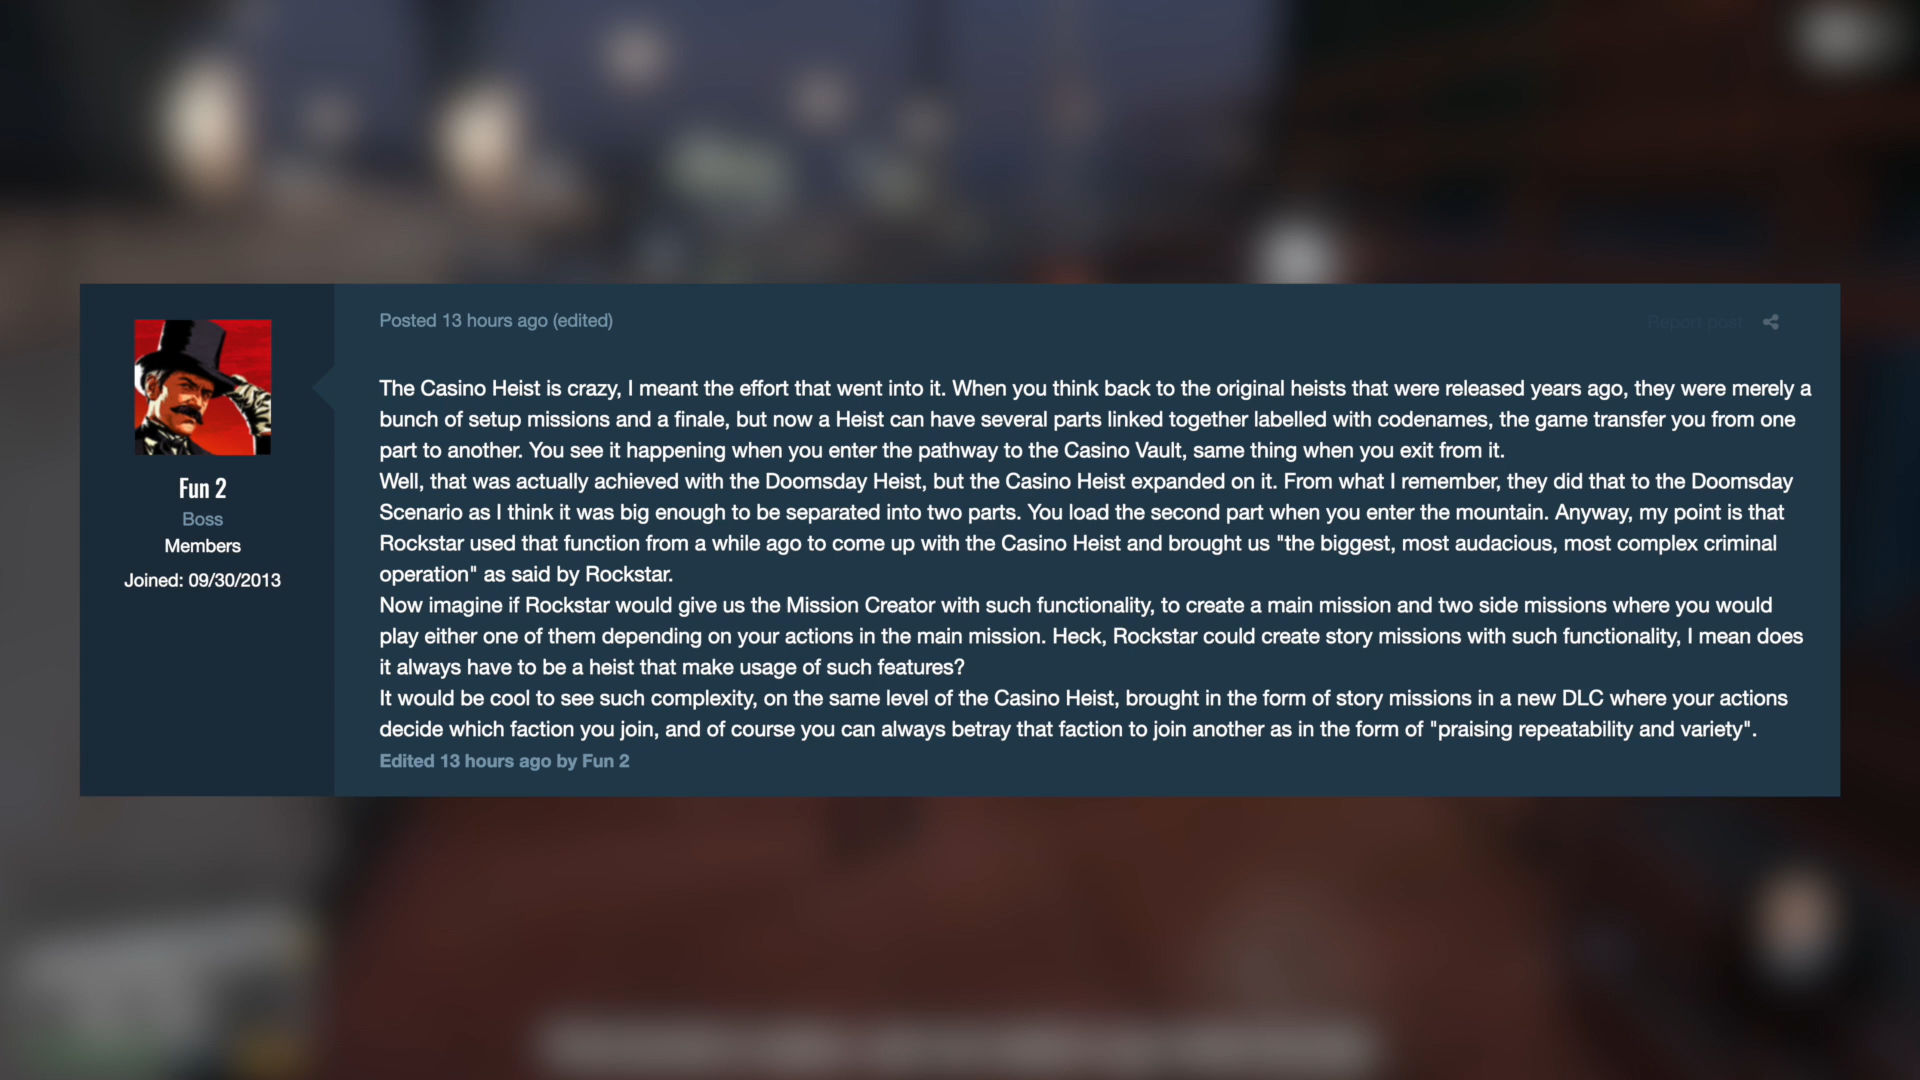 Posted 13 hours ago (edited)
Report post
The Casino Heist is crazy, I meant the effort that went into it. When you think back to the original heists that were released years ago, they were merely a
bunch of setup missions and a finale, but now a Heist can have several parts linked together labelled with codenames, the game transfer you from one
part to another. You see it happening when you enter the pathway to the Casino Vault, same thing when you exit from it.
Well, that was actually achieved with the Doomsday Heist, but the Casino Heist expanded on it. From what I remember, they did that to the Doomsday
Scenario as I think it was big enough to be separated into two parts. You load the second part when you enter the mountain. Anyway, my point is that
Rockstar used that function from a while ago to come up with the Casino Heist and brought us "the biggest, most audacious, most complex criminal
operation" as said by Rockstar.
Now imagine if Rockstar would give us the Mission Creator with such functionality, to create a main mission and two side missions where you would
play either one of them depending on your actions in the main mission. Heck, Rockstar could create story missions with such functionality, I mean does
it always have to be a heist that make usage of such features?
It would be cool to see such complexity, on the same level of the Casino Heist, brought in the form of story missions in a new DLC where your actions
decide which faction you join, and of course you can always betray that faction to join another as in the form of "praising repeatability and variety".
Edited 13 hours ago by Fun 2
Fun 2
Boss
Members
Joined: 09/30/2013